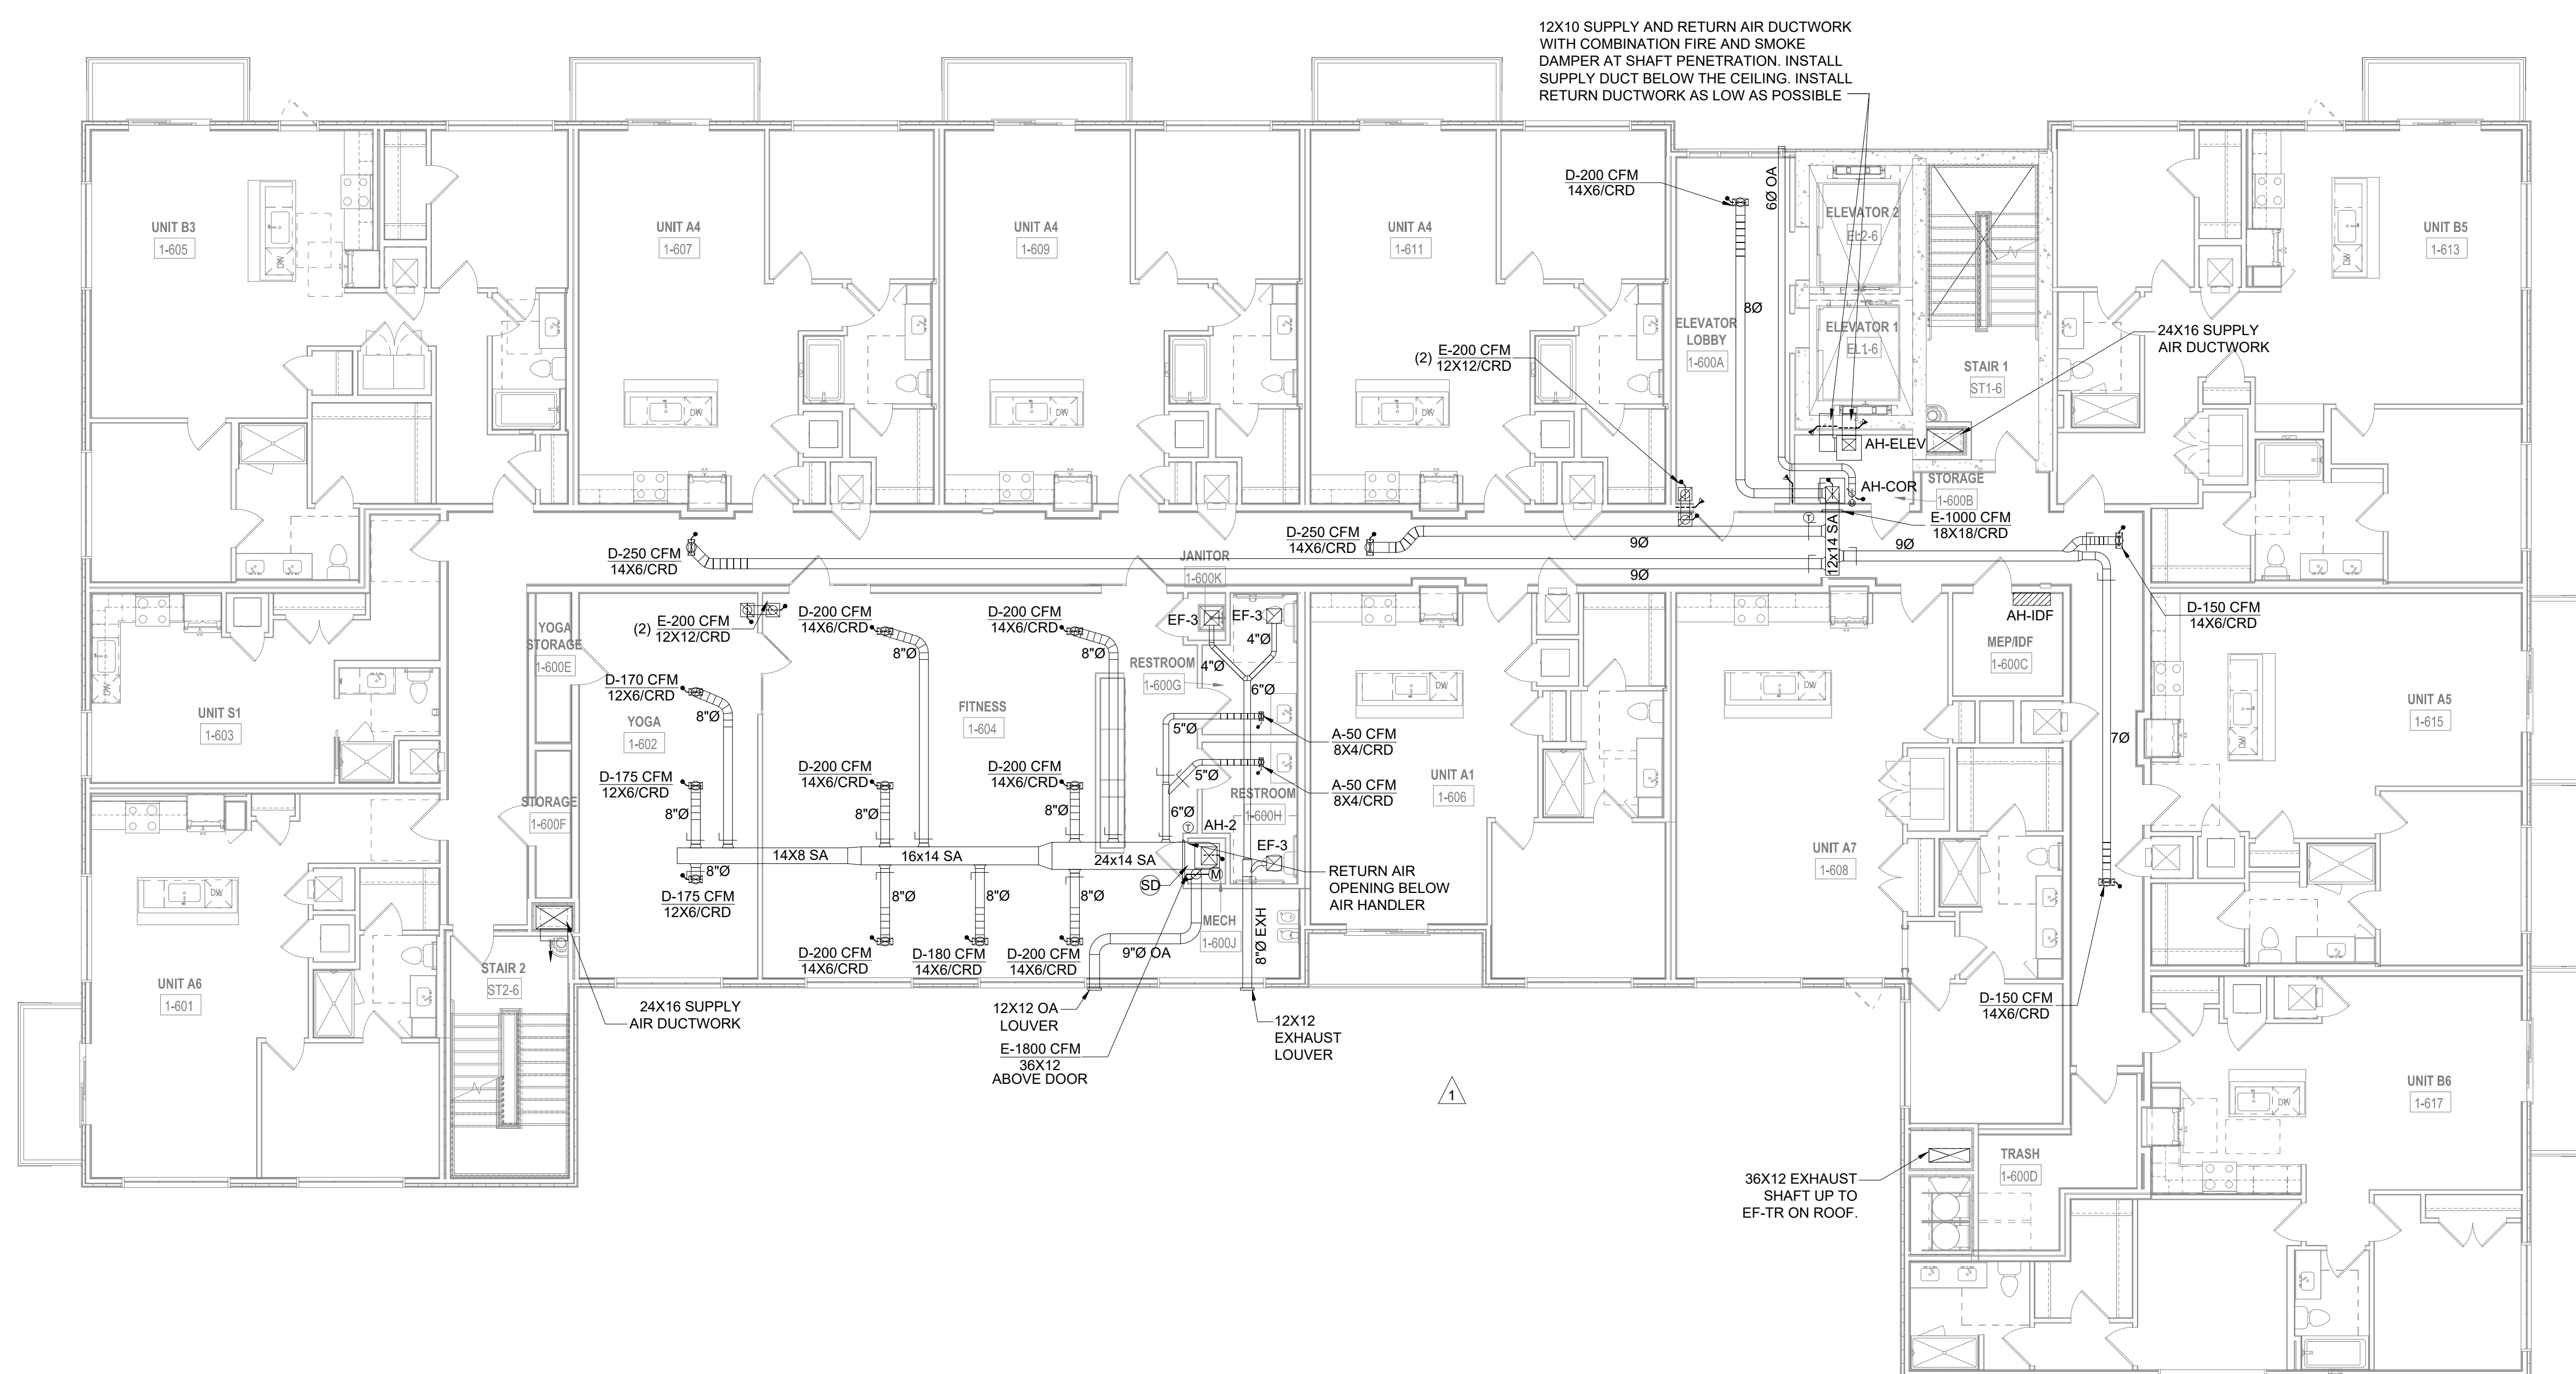 12X10 SUPPLY AND RETURN AIR DUCTWORK
WITH COMBINATION FIRE AND SMOKE
DAMPER AT SHAFT PENETRATION. INSTALL
SUPPLY DUCT BELOW THE CEILING. INSTALL
RETURN DUCTWORK AS LOW AS POSSIBLE
UNIT B3
1-605
DW
UNIT A4
1-607
DW
UNIT A4
1-609
DW
UNIT A4
1-611
DW
D-200 CFM
14X6/CRD
6Ø OA
8Ø
ELEVATOR
LOBBY
1-600A
ELEVATOR 2
EL2-6
ELEVATOR 1
EL1-6
STAIR 1
ST1-6
UNIT B5
1-613
DW
24X16 SUPPLY
AIR DUCTWORK
(2)
E-200 CFM
12X12/CRD
AH-ELEV
AH-COR
STORAGE
1-600B
E-1000 CFM
18X18/CRD
T
12x14 SA
D-250 CFM
14X6/CRD
D-250 CFM
14X6/CRD
9Ø
9Ø
9Ø
D-150 CFM
14X6/CRD
JANITOR
1-600K
EF-3
EF-3
4"Ø
4"Ø
6"Ø
RESTROOM
1-600G
AH-IDF
MEP/IDF
1-600C
7Ø
UNIT S1
1-603
DW
YOGA
STORAGE
1-600E
(2)
E-200 CFM
12X12/CRD
D-170 CFM
12X6/CRD
8"Ø
YOGA
1-602
D-175 CFM
12X6/CRD
8"Ø
D-200 CFM
14X6/CRD
8"Ø
D-200 CFM
14X6/CRD
8"Ø
FITNESS
1-604
D-200 CFM
14X6/CRD
8"Ø
D-200 CFM
14X6/CRD
8"Ø
5"Ø
5"Ø
6"Ø
A-50 CFM
8X4/CRD
A-50 CFM
8X4/CRD
RESTROOM
1-600H
UNIT A1
1-606
DW
UNIT A7
1-608
DW
UNIT A5
1-615
DW
STORAGE
1-600F
T
AH-2
EF-3
14X8 SA
16x14 SA
24x14 SA
SD
M
RETURN AIR
OPENING BELOW
AIR HANDLER
8"Ø
D-175 CFM
12X6/CRD
8"Ø
D-200 CFM
14X6/CRD
8"Ø
D-180 CFM
14X6/CRD
8"Ø
D-200 CFM
14X6/CRD
9"Ø OA
MECH
1-600J
8"Ø EXH
UNIT A6
1-601
DW
STAIR 2
ST2-6
24X16 SUPPLY
AIR DUCTWORK
12X12 OA
LOUVER
E-1800 CFM
36X12
ABOVE DOOR
12X12
EXHAUST
LOUVER
D-150 CFM
14X6/CRD
1
UNIT B6
1-617
DW
TRASH
1-600D
36X12 EXHAUST
SHAFT UP TO
EF-TR ON ROOF.